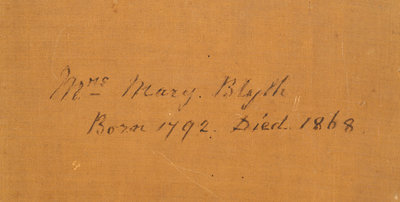 Mrs Mary. Blyth
Born 1792. Died 1868